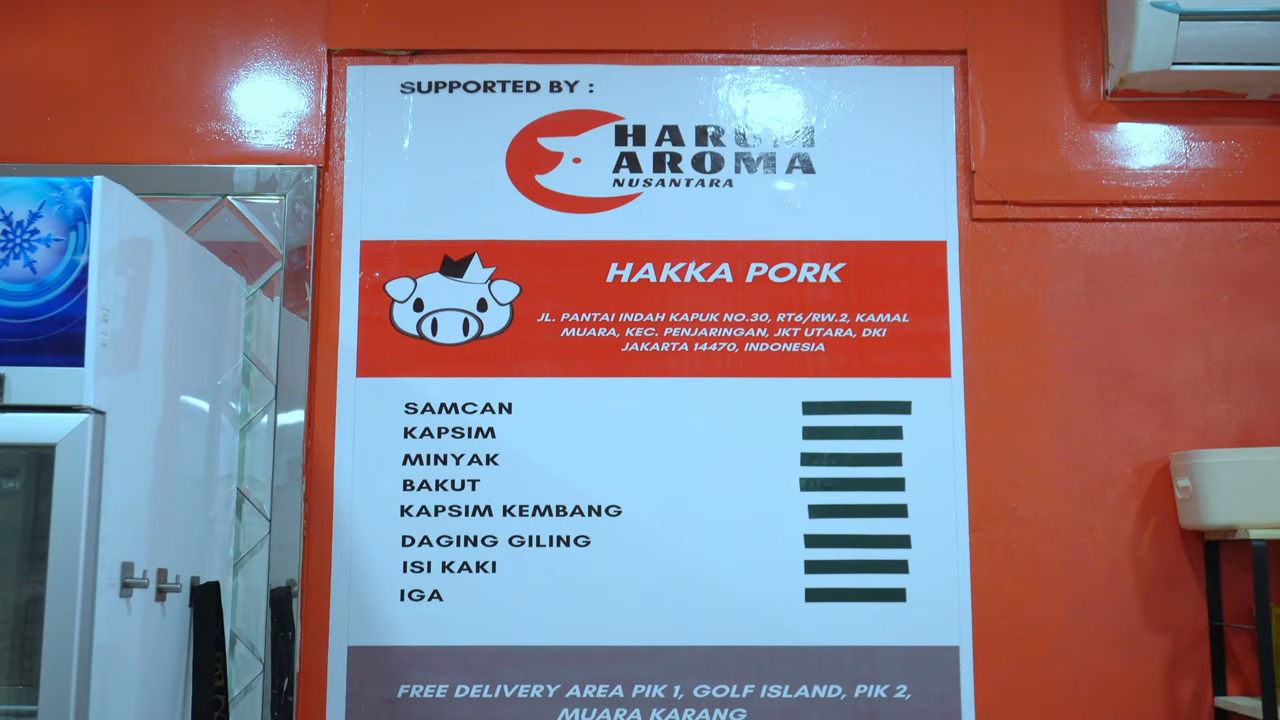 SUPPORTED BY :
HARUM
AROMA
NUSANTARA
HAKKA PORK
JL. PANTAI INDAH KAPUK NO.30, RT6/RW.2, KAMAL
MUARA, KEC. PENJARINGAN, JKT UTARA, DKI
JAKARTA 14470, INDONESIA
SAMCAN
KAPSIM
MINYAK
BAKUT
KAPSIM KEMBANG
DAGING GILING
ISI KAKI
IGA
FREE DELIVERY AREA PIK 1, GOLF ISLAND, PIK 2,
MUARA KARANG